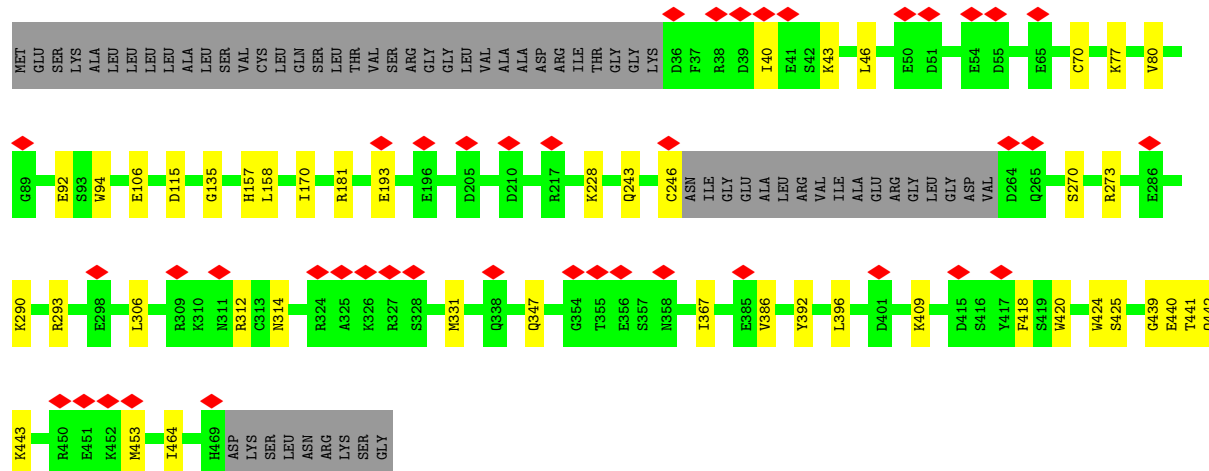 MET GLU SER LYS ALA LEU LEU LEU LEU ALA LEU SER VAL CYS LEU GLN SER LEU THR VAL SER ARG GLY GLY LEU VAL ALA ALA ASP ARG ILE THR GLY GLY LYS D36 F37 R38 D39 I40 E41 S42 K43 L46 E50 D51 E54 D55 E65 C70 K77 V80
G89 E92 S93 W94 E106 D115 G135 H157 L158 I170 R181 E193 E196 D205 D210 R217 K228 Q243 C246 ASN ILE GLY GLU ALA LEU ARG VAL ILE ALA GLU ARG GLY LEU GLY ASP VAL D264 Q265 S270 R273 E286
K290 R293 E298 L306 R309 K310 N311 R312 C313 N314 R324 A325 K326 R327 S328 M331 Q338 Q347 G354 T355 E356 S357 N358 I367 E385 V386 Y392 L396 D401 K409 D415 S416 Y417 F418 S419 W420 W424 S425 G439 E440 T441
K443 R450 E451 K452 M453 I464 H469 ASP LYS SER LEU ASN ARG LYS SER GLY